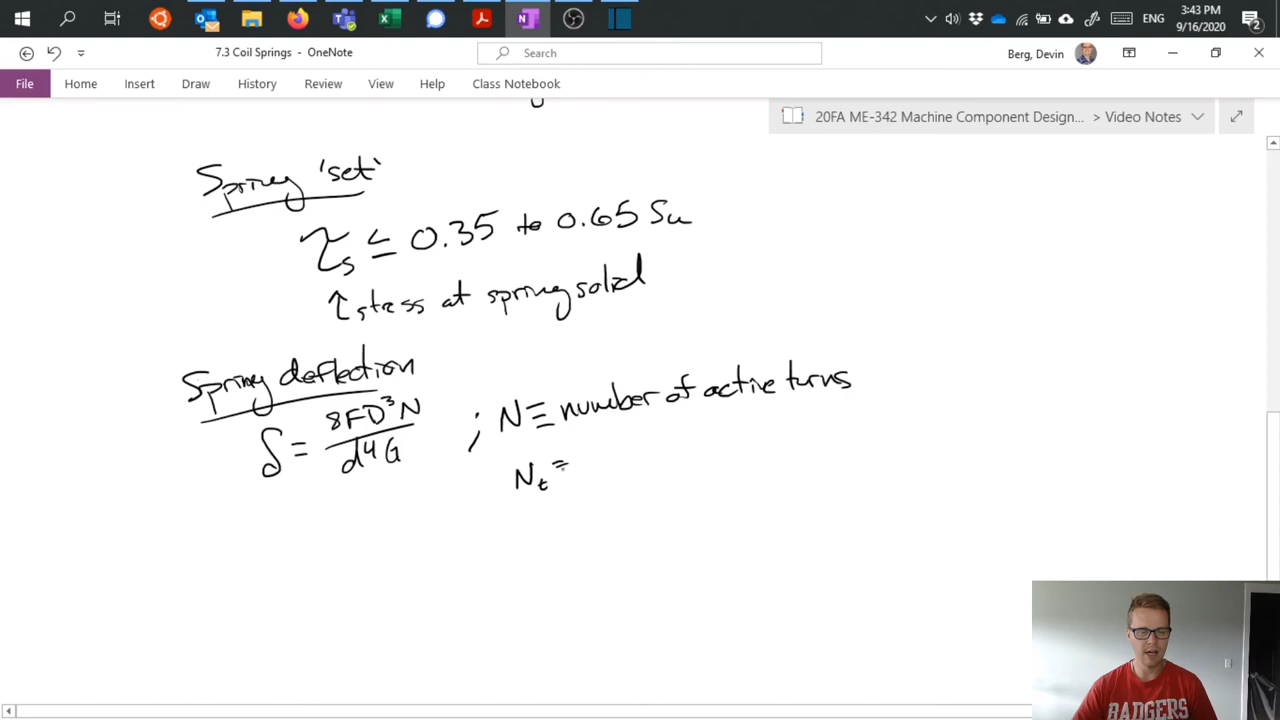 3:43 PM
ENG
9/16/2020
2
7.3 Coil Springs - OneNote
Search
Berg, Devin
File Home Insert Draw History Review View Help Class Notebook
20FA ME-342 Machine Component Design... > Video Notes
Spring 'set'
τs ≤ 0.35 to 0.65 Su
↑ stress at spring solid
Spring deflection
δ = 8FD³N / d⁴G ; N ≡ number of active turns
Nt =
BADGERS